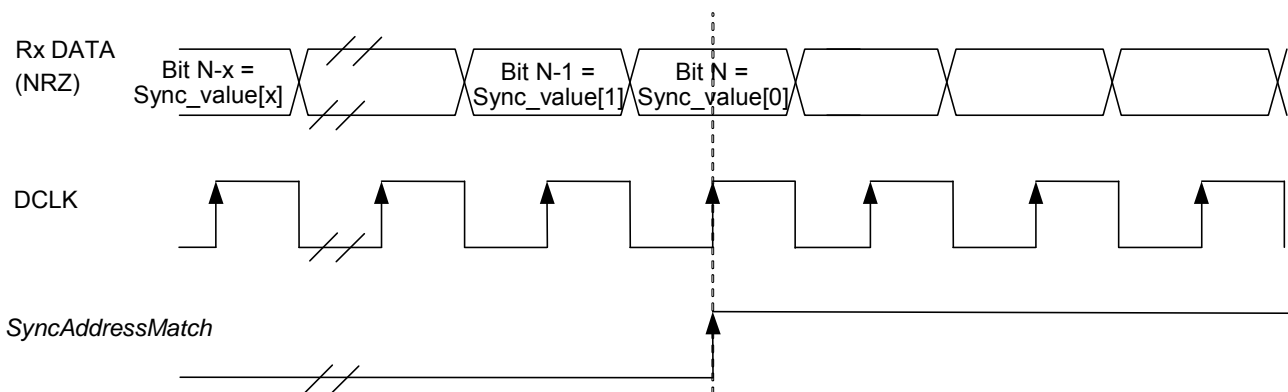 Rx DATA
(NRZ)
Bit N-x =
Sync_value[x]
Bit N-1 =
Sync_value[1]
Bit N =
Sync_value[0]
DCLK
SyncAddressMatch